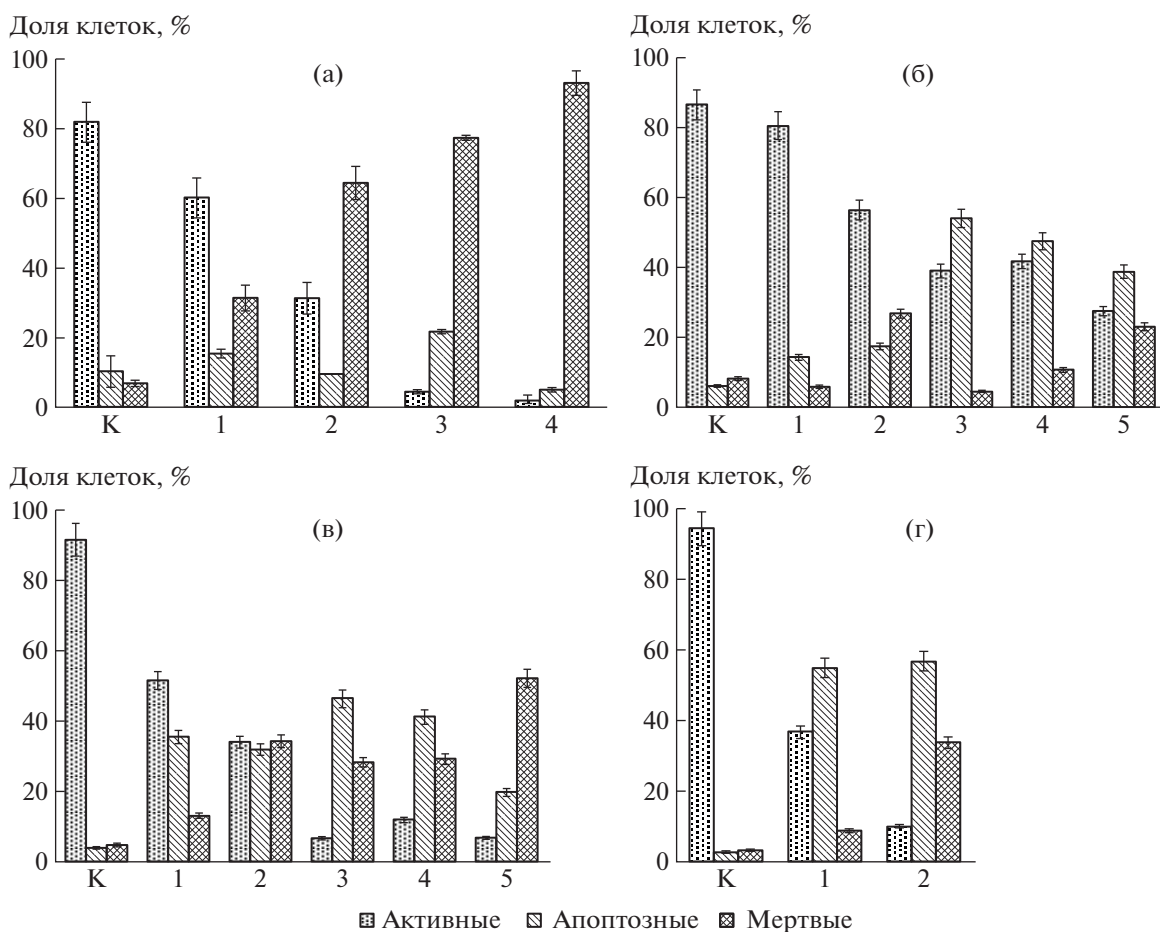 Доля клеток, %
(а)
100
80
60
40
20
0
К 1 2 3 4
Доля клеток, %
(б)
100
80
60
40
20
0
К 1 2 3 4 5
Доля клеток, %
(в)
100
80
60
40
20
0
К 1 2 3 4 5
Доля клеток, %
(г)
100
80
60
40
20
0
К 1 2
Активные Апоптозные Мертвые